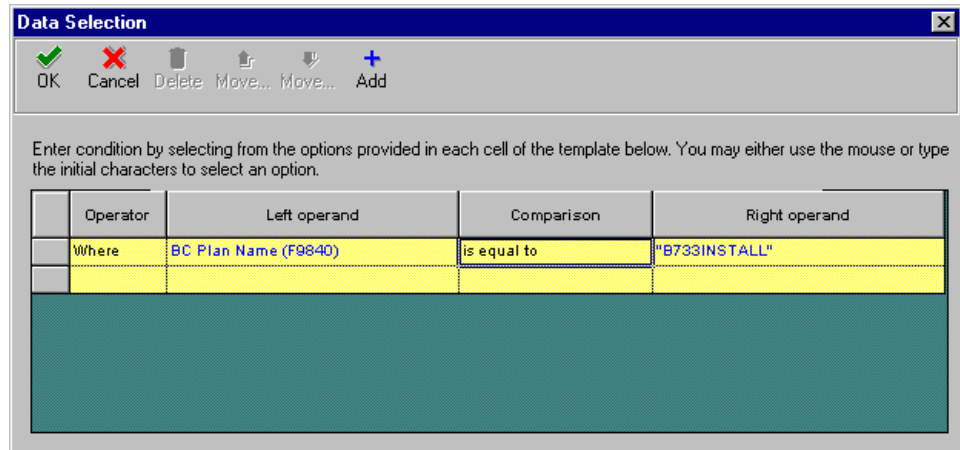 Data Selection
OK Cancel Delete Move... Move... Add
Enter condition by selecting from the options provided in each cell of the template below. You may either use the mouse or type
the initial characters to select an option.
Operator Left operand Comparison Right operand
Where BC Plan Name (F9840) is equal to "B733INSTALL"